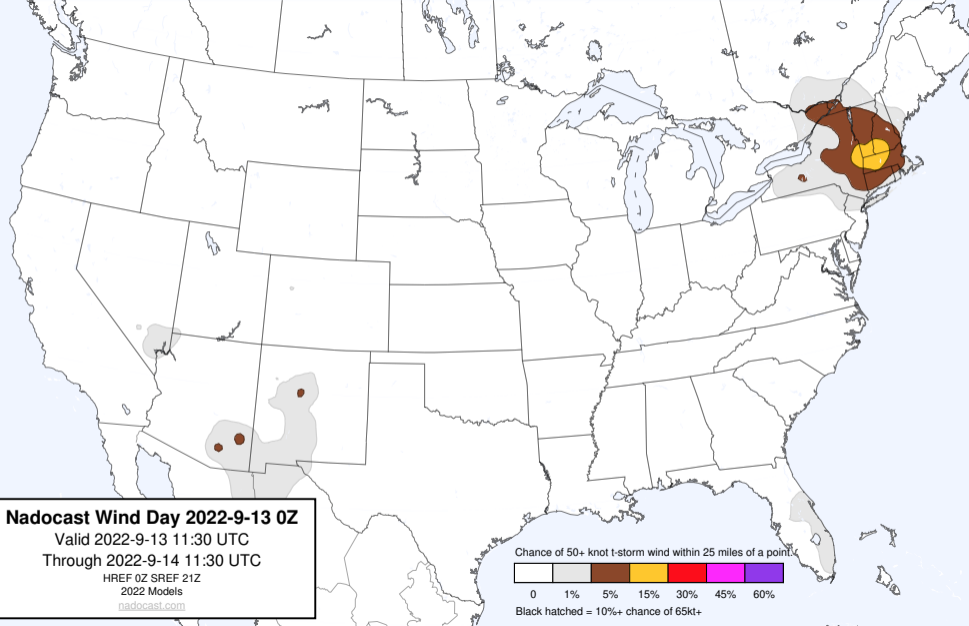 Nadocast Wind Day 2022-9-13 0Z
Valid 2022-9-13 11:30 UTC
Through 2022-9-14 11:30 UTC
HREF 0Z SREF 21Z
2022 Models
nadocast.com
Chance of 50+ knot t-storm wind within 25 miles of a point.
0 1% 5% 15% 30% 45% 60%
Black hatched = 10%+ chance of 65kt+